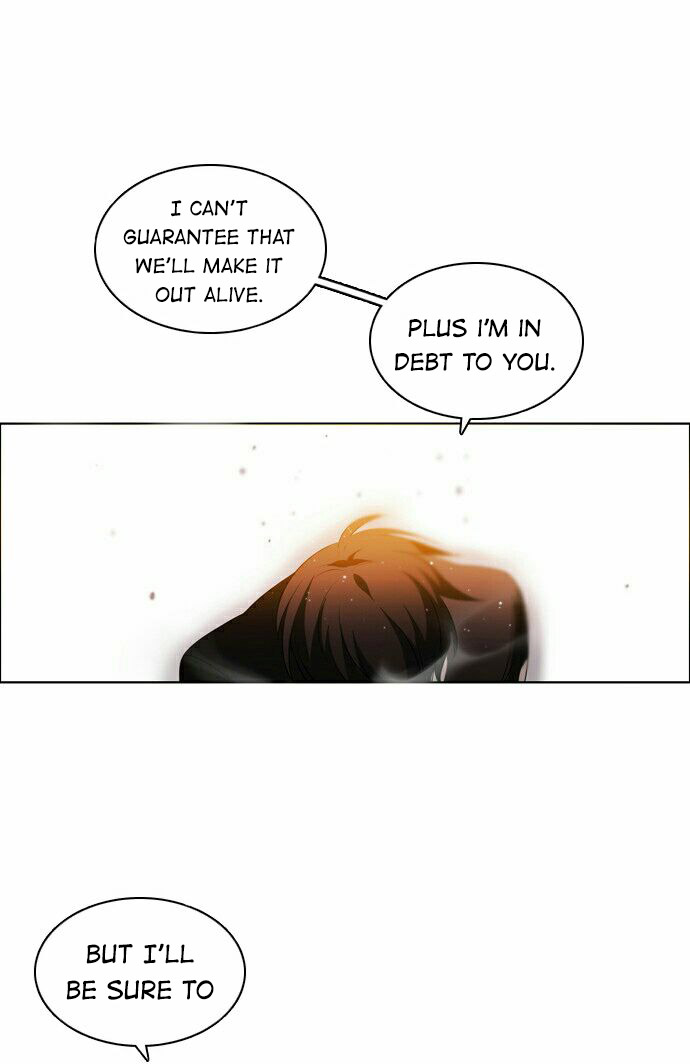 I CAN'T
GUARANTEE THAT
WE'LL MAKE IT
OUT ALIVE.
PLUS I'M IN
DEBT TO YOU.
BUT I'LL
BE SURE TO